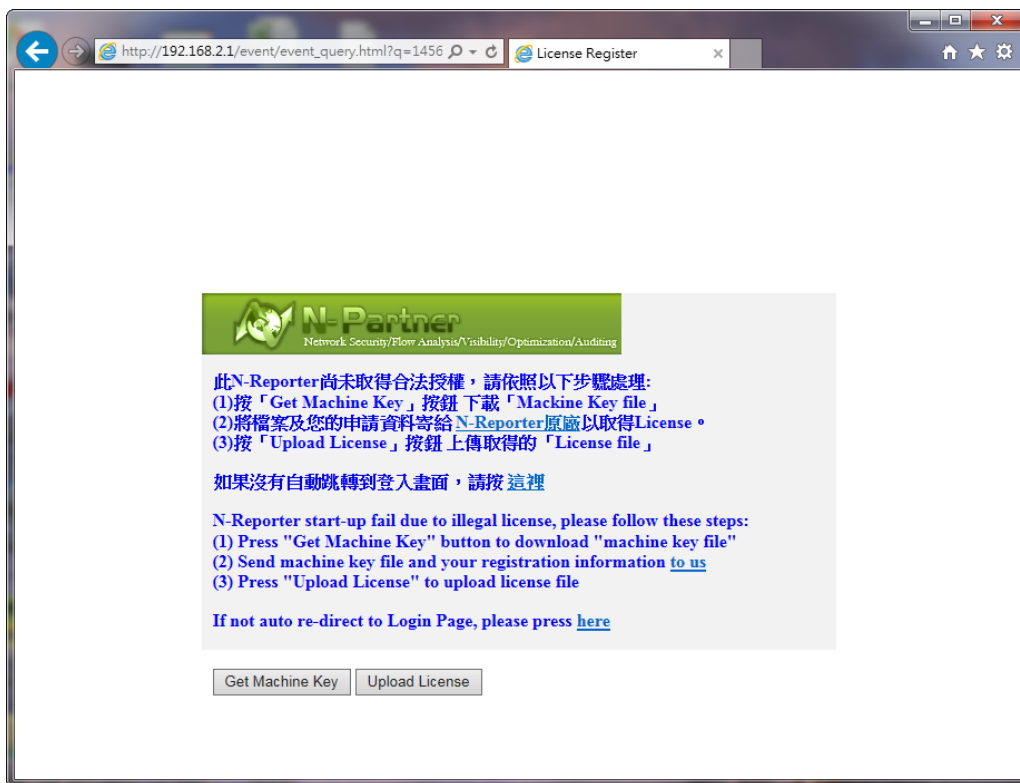 http://192.168.2.1/event/event_query.html?q=1456
License Register
N-Partner
Network Security/Flow Analysis/Visibility/Optimization/Auditing
此N-Reporter尚未取得合法授權，請依照以下步驟處理:
(1)按「Get Machine Key」按鈕 下載「Mackine Key file」
(2)將檔案及您的申請資料寄給 N-Reporter原廠以取得License。
(3)按「Upload License」按鈕 上傳取得的「License file」
如果沒有自動跳轉到登入畫面，請按 這裡
N-Reporter start-up fail due to illegal license, please follow these steps:
(1) Press "Get Machine Key" button to download "machine key file"
(2) Send machine key file and your registration information to us
(3) Press "Upload License" to upload license file
If not auto re-direct to Login Page, please press here
Get Machine Key
Upload License